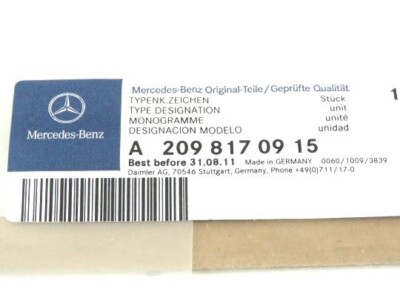 Mercedes-Benz
Mercedes-Benz Original-Teile/Geprüfte Qualität
TYPENK.ZEICHEN Stück
TYPE DESIGNATION unit
MONOGRAMME unité
DESIGNACION MODELO unidad
1
A 209 817 09 15
Best before 31.08.11 Made in GERMANY 0060/1009/3839
Daimler AG, 70546 Stuttgart, Germany, Phone +49(0)711/17-0